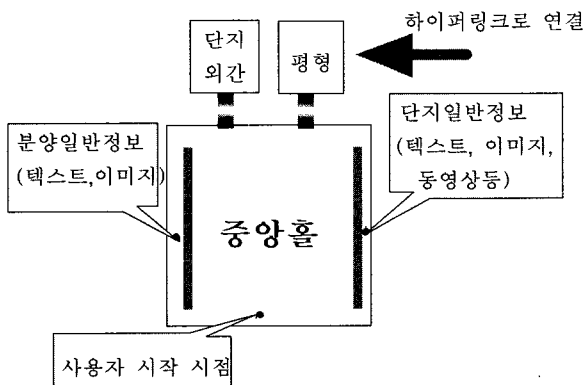 하이퍼링크로 연결
단지
외간
평형
분양일반정보
(텍스트,이미지)
단지일반정보
(텍스트, 이미지,
동영상등)
중앙홀
사용자 시작 시점